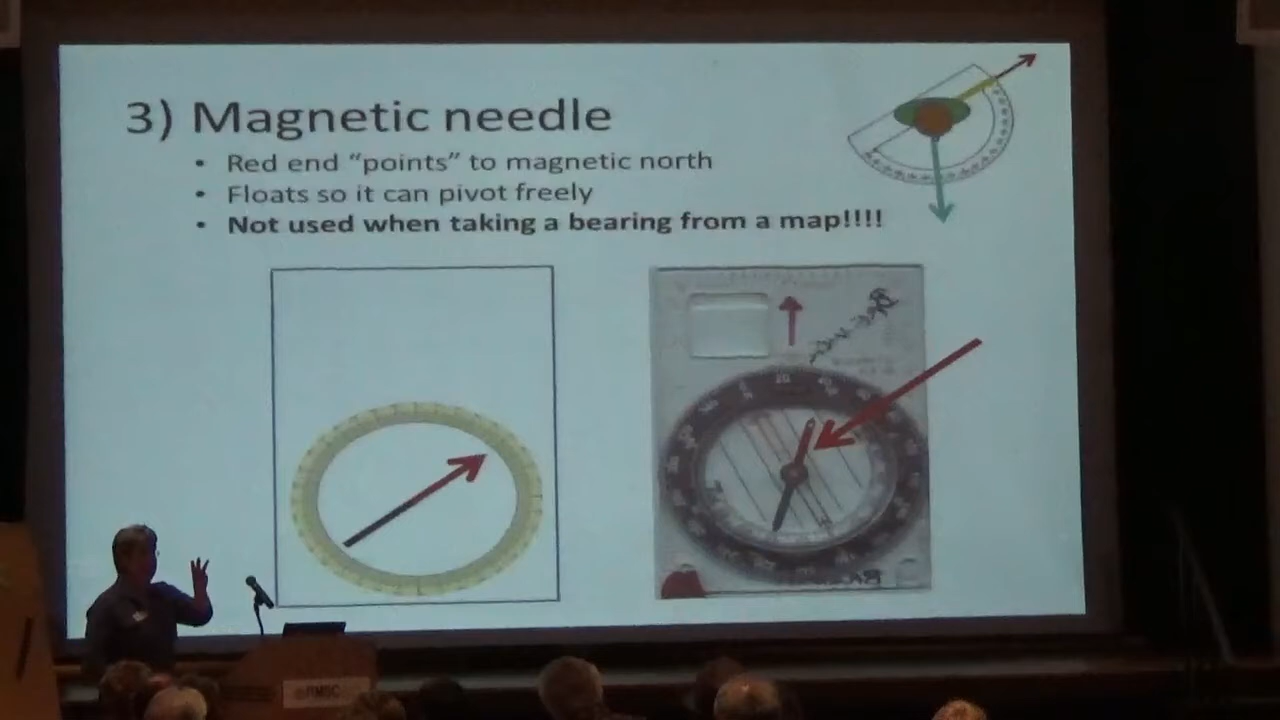 3) Magnetic needle
• Red end “points” to magnetic north
• Floats so it can pivot freely
• Not used when taking a bearing from a map!!!!